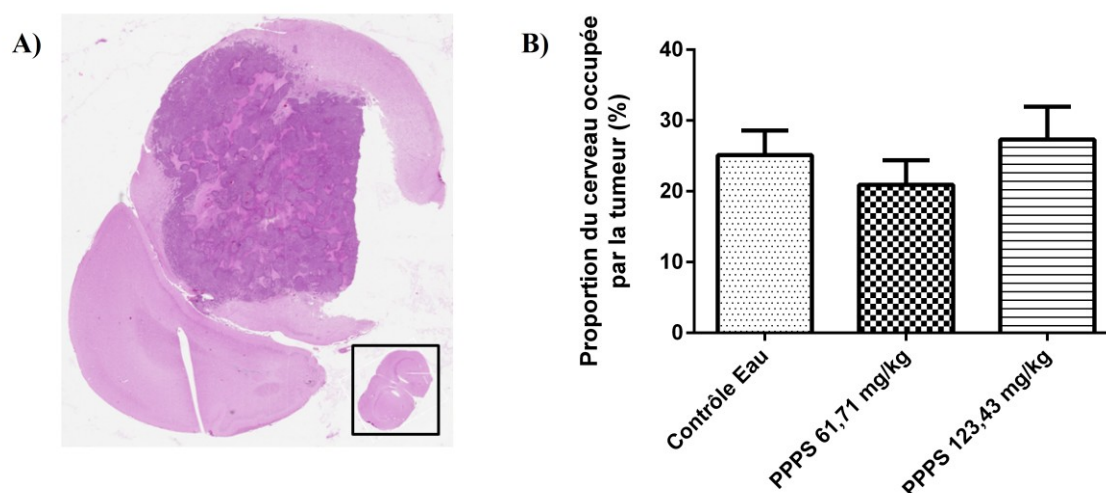 A)
B)
Proportion du cerveau occupée
par la tumeur (%)
40
30
20
10
0
Contrôle Eau
PPPS 61,71 mg/kg
PPPS 123,43 mg/kg